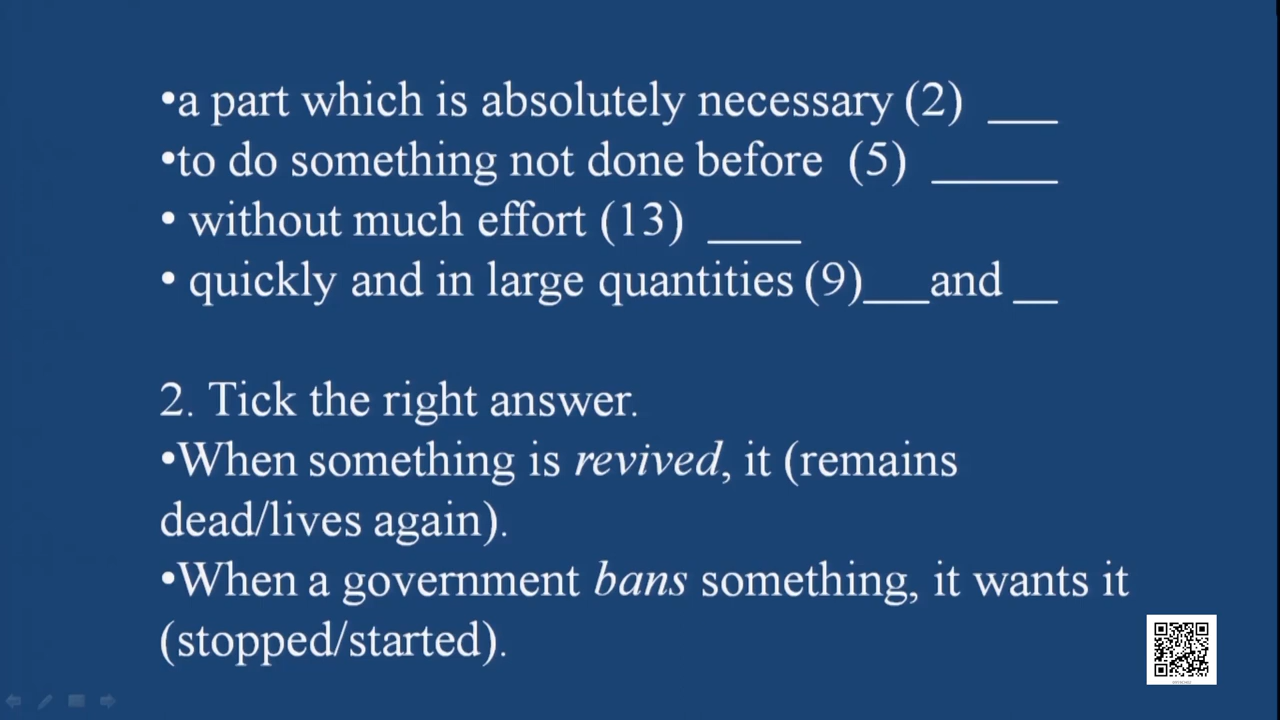 •a part which is absolutely necessary (2) ___
•to do something not done before (5) _____
• without much effort (13) ____
• quickly and in large quantities (9)___and __
2. Tick the right answer.
•When something is revived, it (remains
dead/lives again).
•When a government bans something, it wants it
(stopped/started).